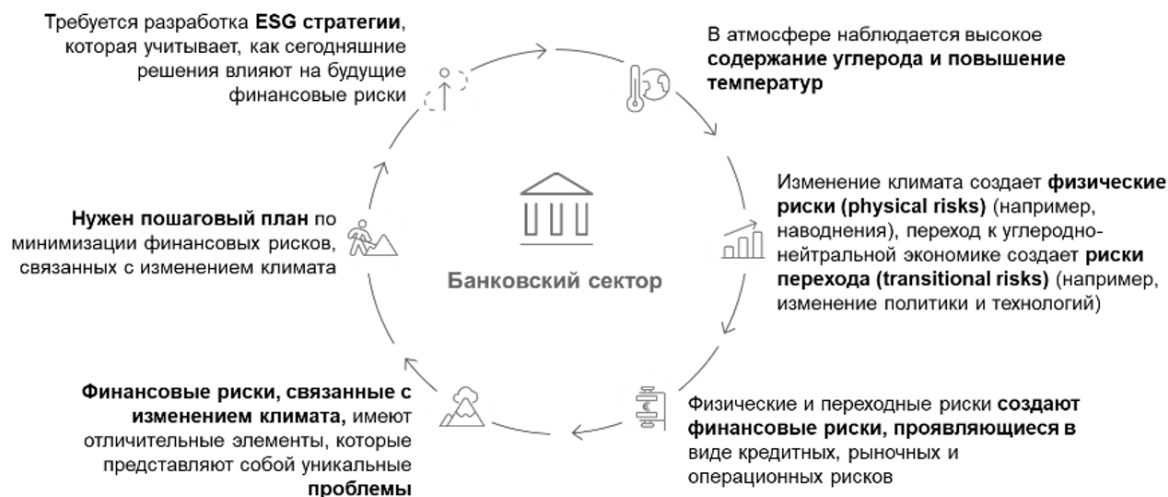 Требуется разработка ESG стратегии,
которая учитывает, как сегодняшние
решения влияют на будущие
финансовые риски
В атмосфере наблюдается высокое
содержание углерода и повышение
температур
Изменение климата создает физические
риски (physical risks) (например,
наводнения), переход к углеродно-
нейтральной экономике создает риски
перехода (transitional risks) (например,
изменение политики и технологий)
Физические и переходные риски создают
финансовые риски, проявляющиеся в
виде кредитных, рыночных и
операционных рисков
Финансовые риски, связанные с
изменением климата, имеют
отличительные элементы, которые
представляют собой уникальные
проблемы
Нужен пошаговый план по
минимизации финансовых рисков,
связанных с изменением климата
Банковский сектор